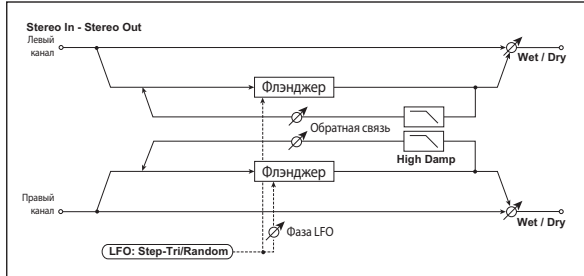 Stereo In - Stereo Out
Левый
канал
Wet / Dry
Флэнджер
Обратная связь
High Damp
Флэнджер
Правый
канал
Wet / Dry
Фаза LFO
LFO: Step-Tri/Random